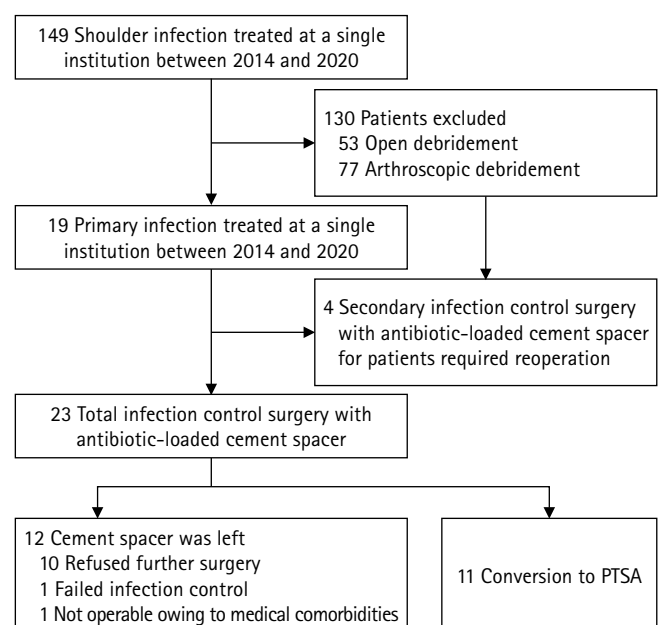 149 Shoulder infection treated at a single
institution between 2014 and 2020
130 Patients excluded
53 Open debridement
77 Arthroscopic debridement
19 Primary infection treated at a single
institution between 2014 and 2020
4 Secondary infection control surgery
with antibiotic-loaded cement spacer
for patients required reoperation
23 Total infection control surgery with
antibiotic-loaded cement spacer
12 Cement spacer was left
10 Refused further surgery
1 Failed infection control
1 Not operable owing to medical comorbidities
11 Conversion to PTSA